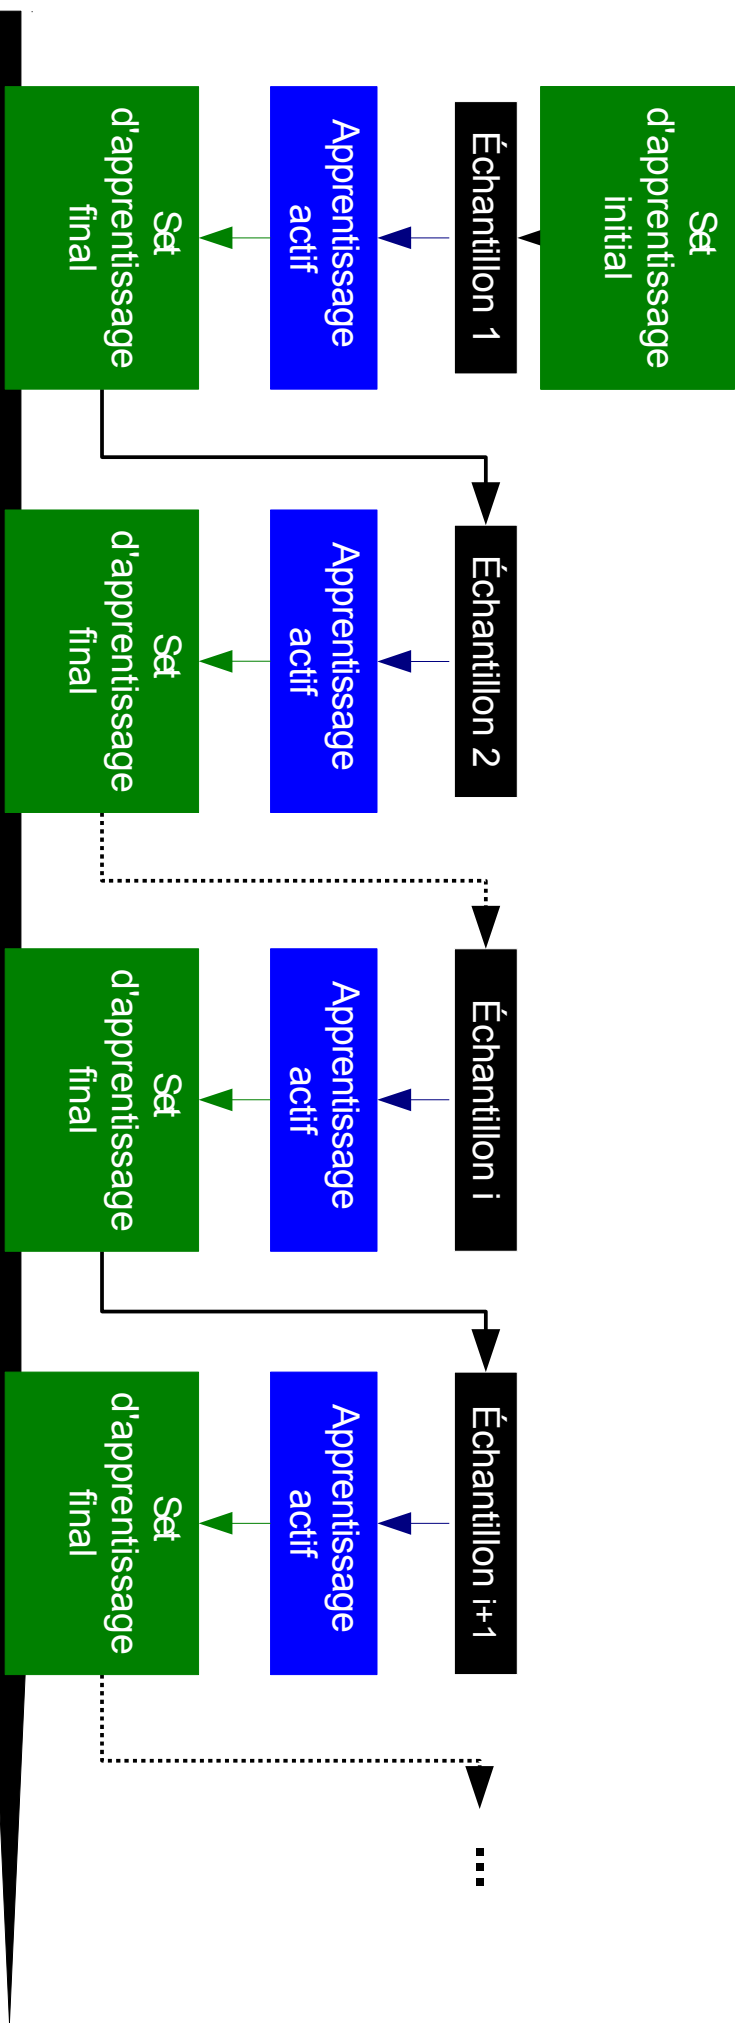 Set
d'apprentissage
initial
Échantillon 1
Apprentissage
actif
Set
d'apprentissage
final
Échantillon 2
Apprentissage
actif
Set
d'apprentissage
final
Échantillon i
Apprentissage
actif
Set
d'apprentissage
final
Échantillon i+1
Apprentissage
actif
Set
d'apprentissage
final
...